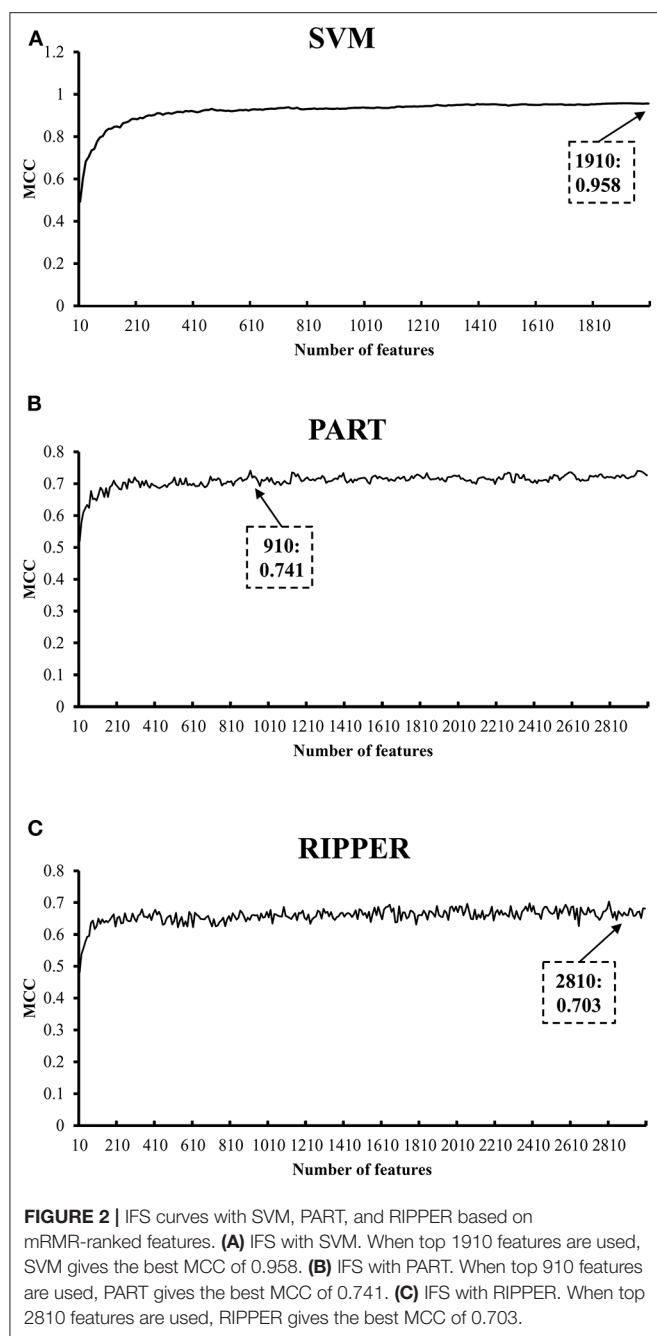 A
SVM
1.2
1
0.8
0.6
0.4
0.2
0
MCC
1910:
0.958
10 210 410 610 810 1010 1210 1410 1610 1810
Number of features
B
PART
0.8
0.7
0.6
0.5
0.4
0.3
0.2
0.1
0
MCC
910:
0.741
10 210 410 610 810 1010 1210 1410 1610 1810 2010 2210 2410 2610 2810
Number of features
C
RIPPER
0.8
0.7
0.6
0.5
0.4
0.3
0.2
0.1
0
MCC
2810:
0.703
10 210 410 610 810 1010 1210 1410 1610 1810 2010 2210 2410 2610 2810
Number of features
FIGURE 2 | IFS curves with SVM, PART, and RIPPER based on
mRMR-ranked features. (A) IFS with SVM. When top 1910 features are used,
SVM gives the best MCC of 0.958. (B) IFS with PART. When top 910 features
are used, PART gives the best MCC of 0.741. (C) IFS with RIPPER. When top
2810 features are used, RIPPER gives the best MCC of 0.703.